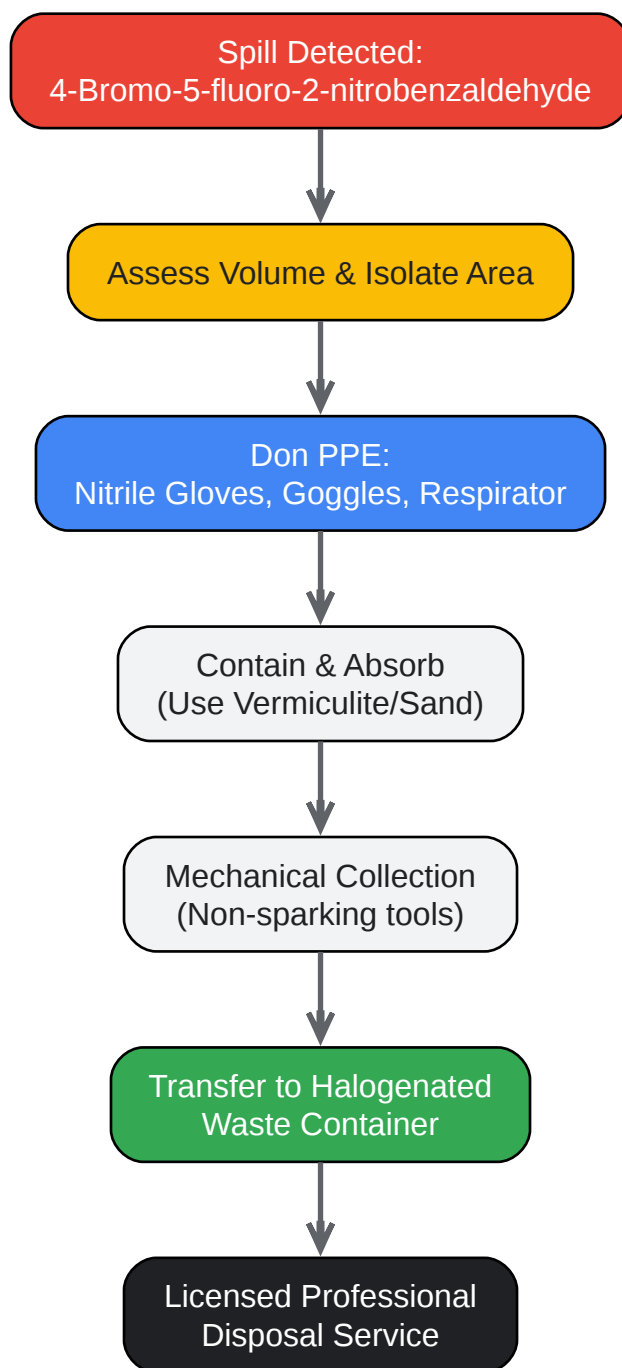 Spill Detected:
4-Bromo-5-fluoro-2-nitrobenzaldehyde
Assess Volume & Isolate Area
Don PPE:
Nitrile Gloves, Goggles, Respirator
Contain & Absorb
(Use Vermiculite/Sand)
Mechanical Collection
(Non-sparking tools)
Transfer to Halogenated
Waste Container
Licensed Professional
Disposal Service